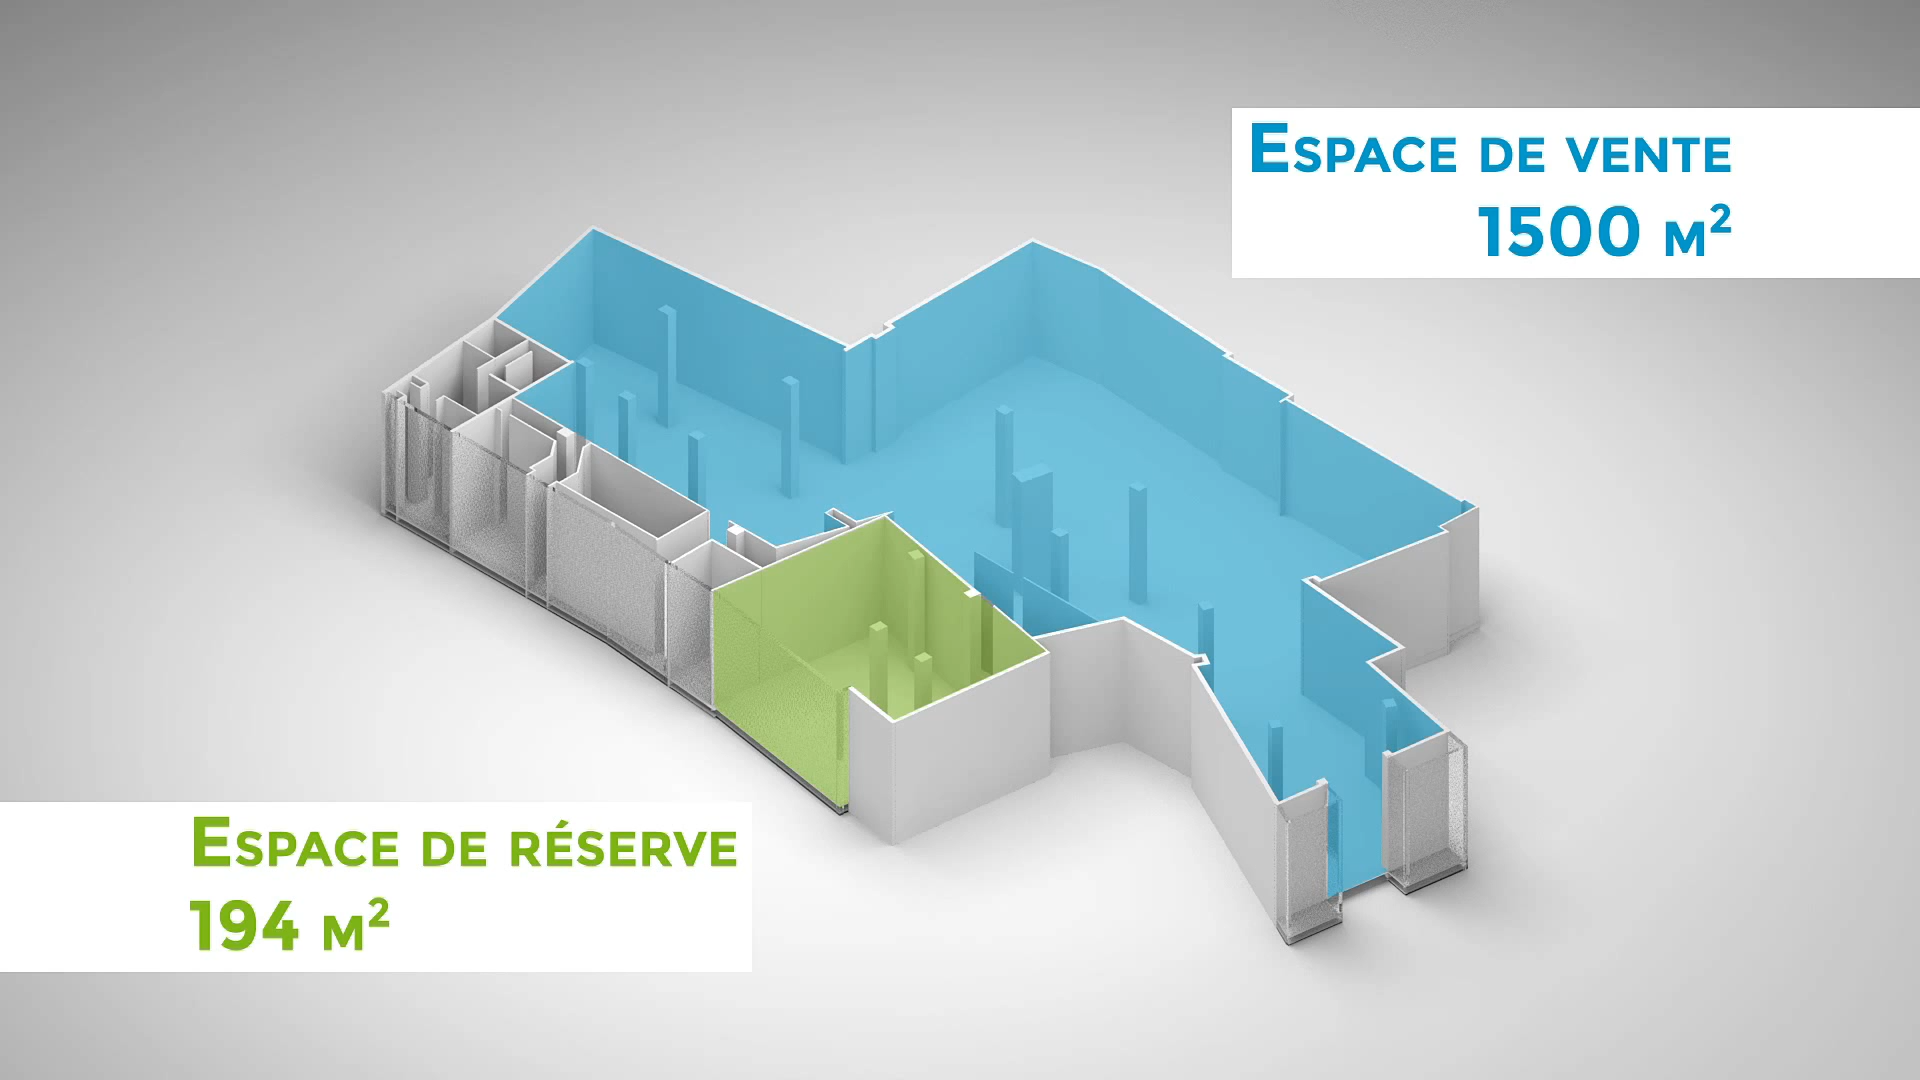 Espace de vente
1500 m²
Espace de réserve
194 m²